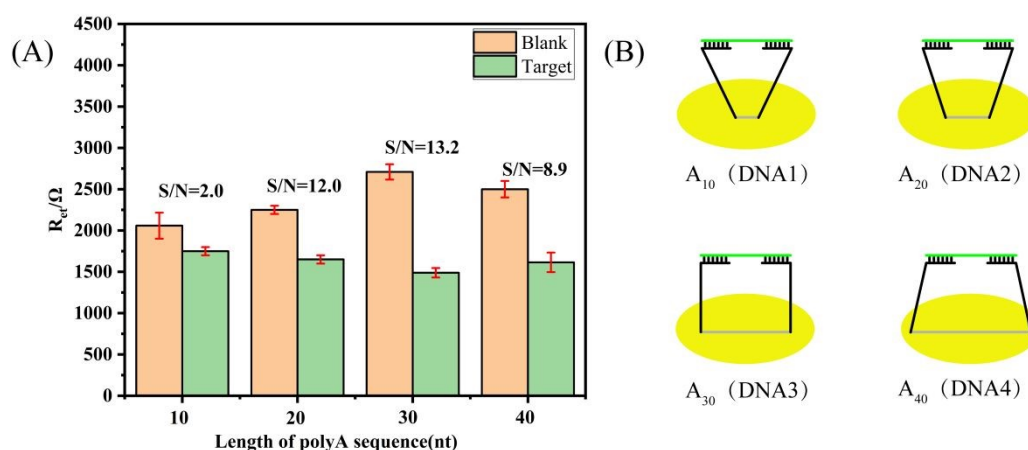 (A)
4500
4000
3500
3000
2500
2000
1500
1000
500
0
R_et/Ω
Blank
Target
S/N=2.0
S/N=12.0
S/N=13.2
S/N=8.9
10 20 30 40
Length of polyA sequence(nt)
(B)
A₁₀ (DNA1)
A₂₀ (DNA2)
A₃₀ (DNA3)
A₄₀ (DNA4)